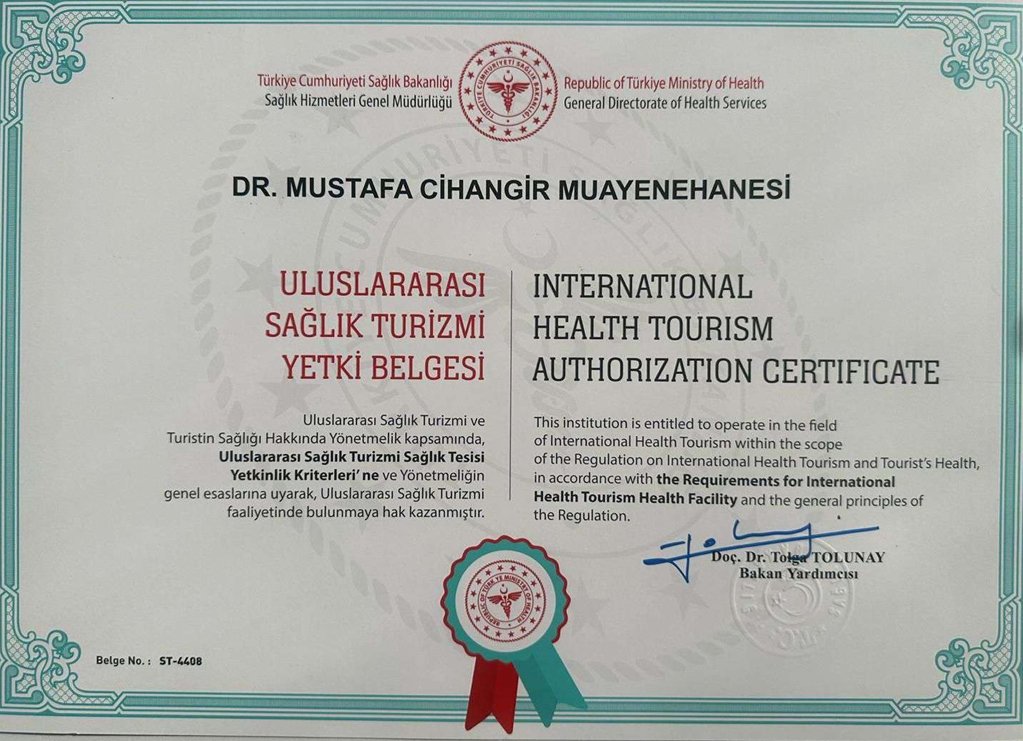 Türkiye Cumhuriyeti Sağlık Bakanlığı
Sağlık Hizmetleri Genel Müdürlüğü
TÜRKİYE CUMHURİYETİ SAĞLIK BAKANLIĞI
Republic of Türkiye Ministry of Health
General Directorate of Health Services
DR. MUSTAFA CİHANGİR MUAYENEHANESİ
ULUSLARARASI
SAĞLIK TURİZMİ
YETKİ BELGESİ
Uluslararası Sağlık Turizmi ve
Turistin Sağlığı Hakkında Yönetmelik kapsamında,
Uluslararası Sağlık Turizmi Sağlık Tesisi
Yetkinlik Kriterleri' ne ve Yönetmeliğin
genel esaslarına uyarak, Uluslararası Sağlık Turizmi
faaliyetinde bulunmaya hak kazanmıştır.
INTERNATIONAL
HEALTH TOURISM
AUTHORIZATION CERTIFICATE
This institution is entitled to operate in the field
of International Health Tourism within the scope
of the Regulation on International Health Tourism and Tourist's Health,
in accordance with the Requirements for International
Health Tourism Health Facility and the general principles of
the Regulation.
Doç. Dr. Tolga TOLUNAY
Bakan Yardımcısı
Belge No. : ST-4408